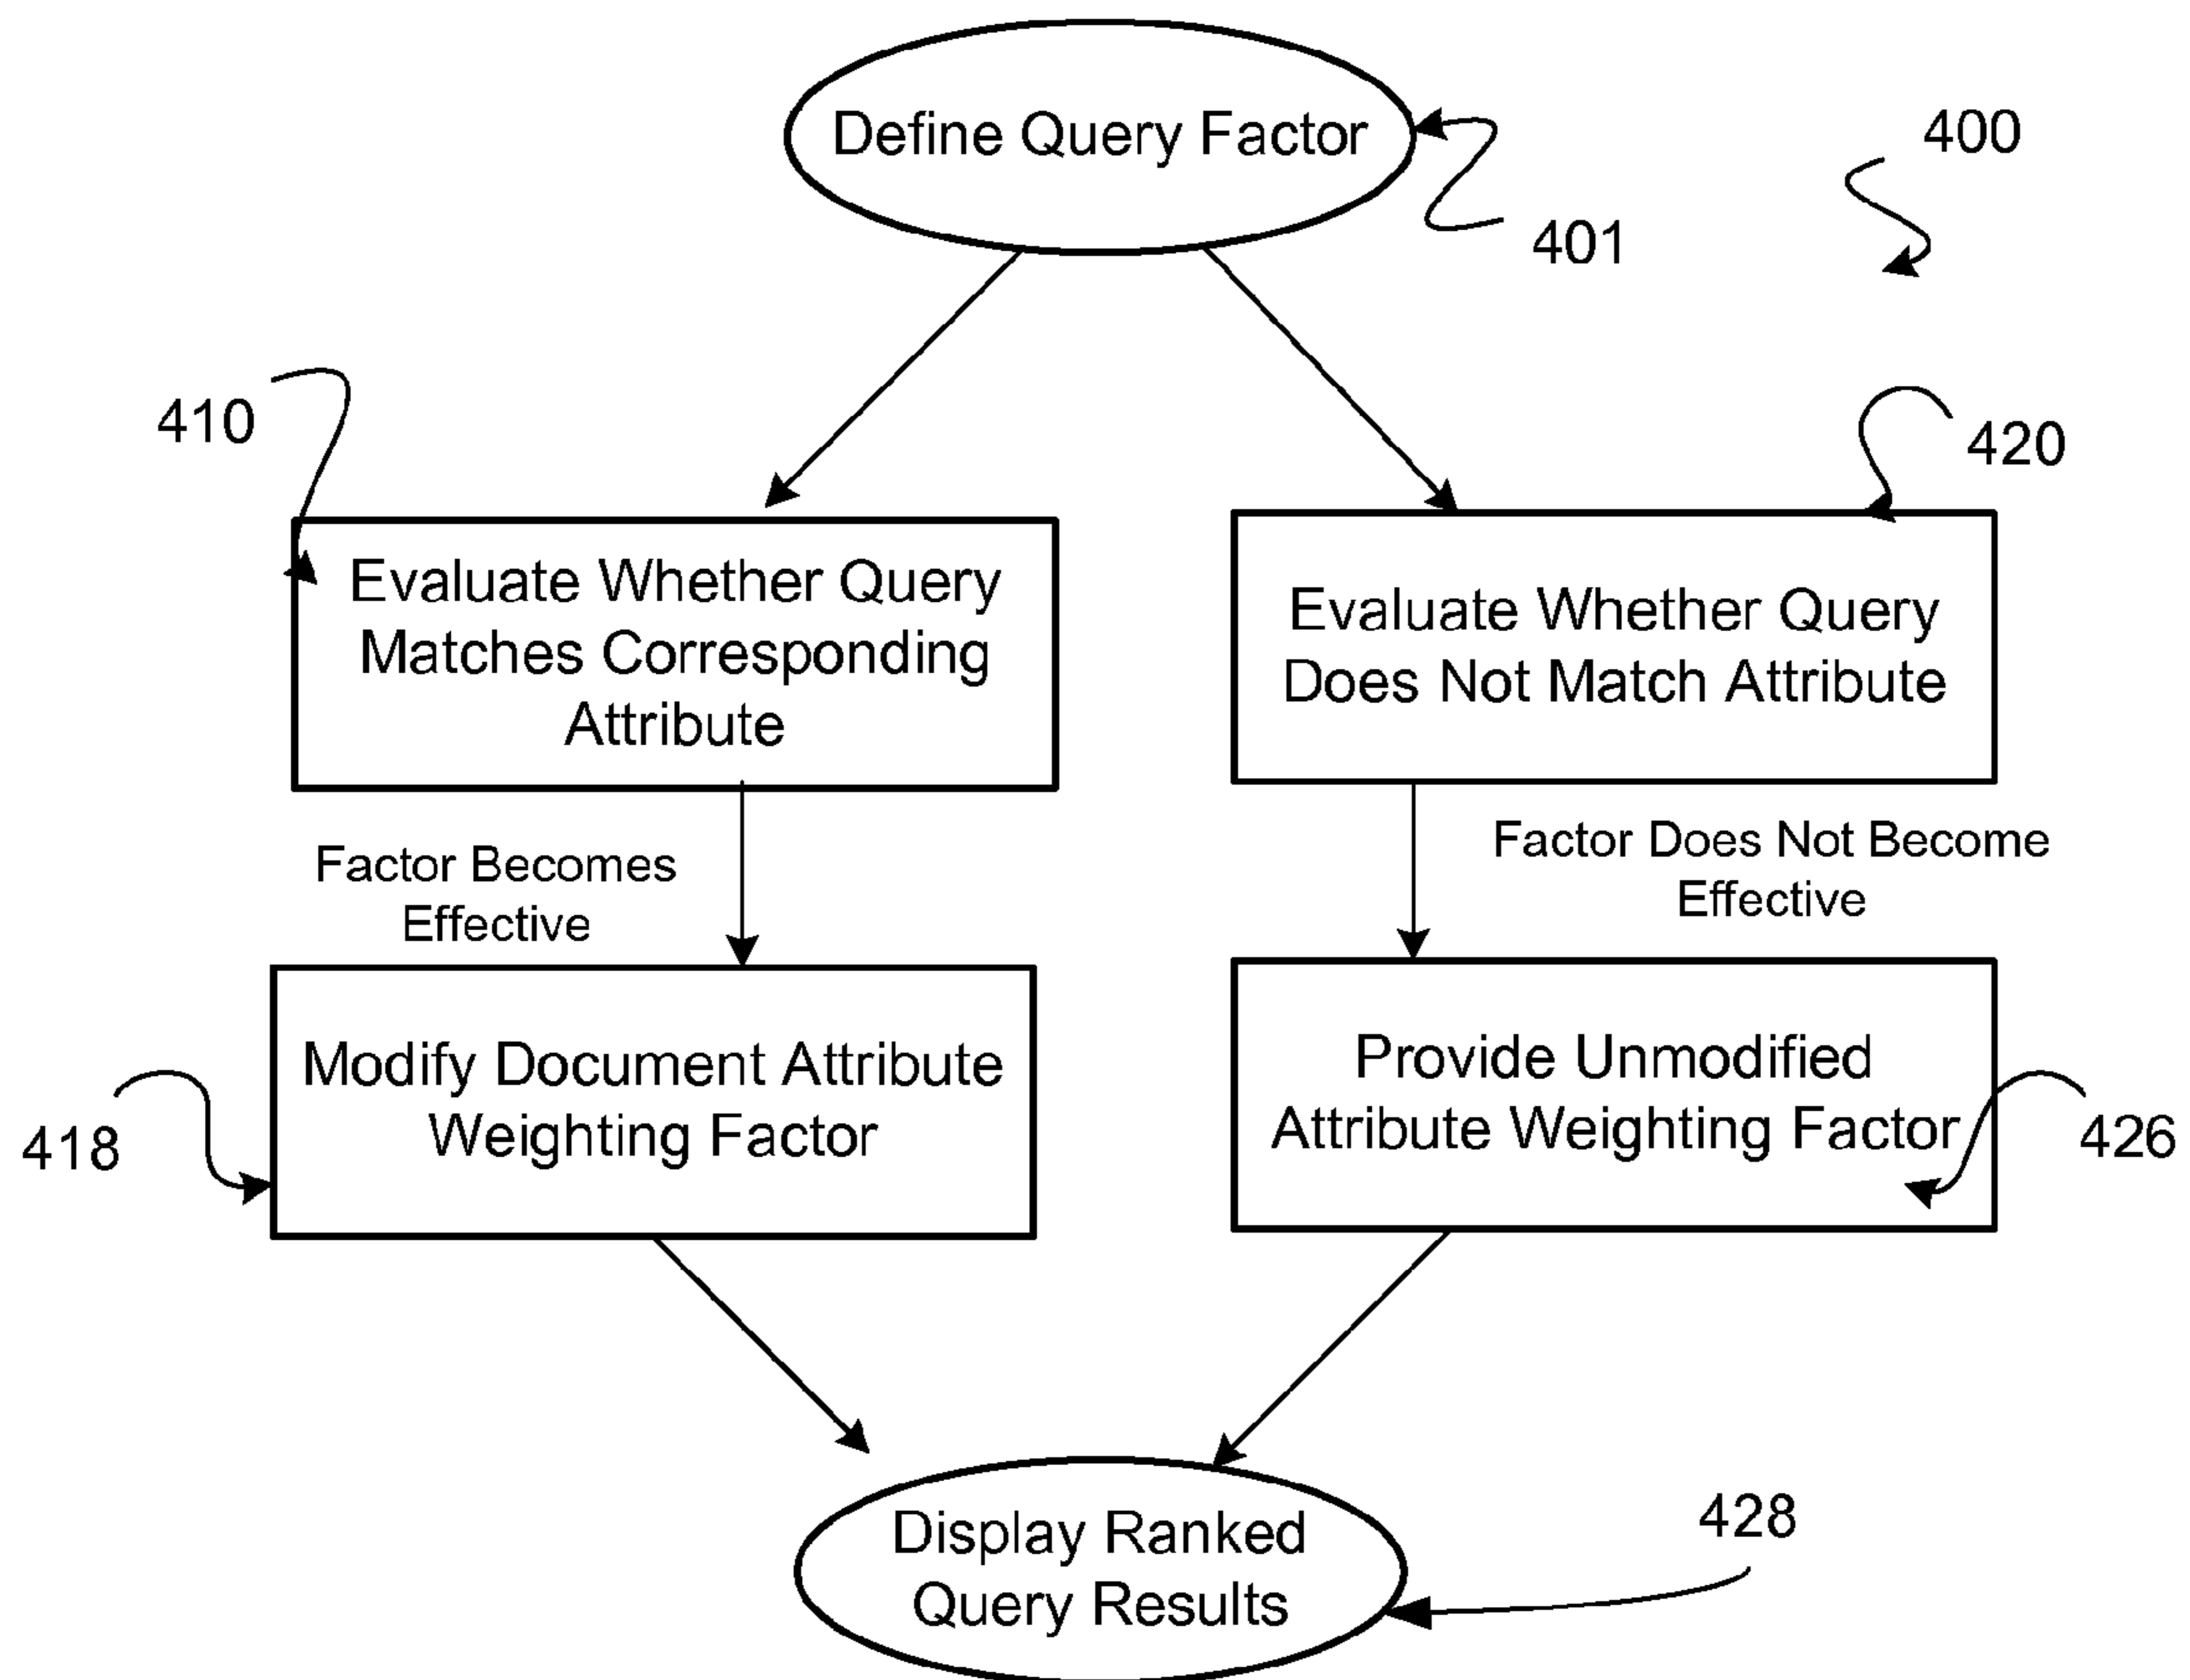 Define Query Factor
400
401
410
420
Evaluate Whether Query
Matches Corresponding
Attribute
Evaluate Whether Query
Does Not Match Attribute
Factor Becomes
Effective
Factor Does Not Become
Effective
Modify Document Attribute
Weighting Factor
Provide Unmodified
Attribute Weighting Factor
418
426
Display Ranked
Query Results
428